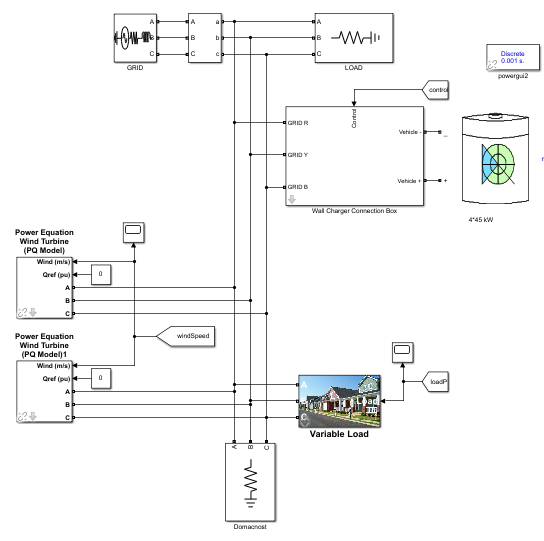 A
B
C
GRID
A
B
C
a
b
c
A
B
C
LOAD
Discrete
0.001 s.
powergui2
control
Control
GRID R
GRID Y
GRID B
Vehicle -
Vehicle +
_
+
Wall Charger Connection Box
4*45 kW
Power Equation
Wind Turbine
(PQ Model)
Wind (m/s)
Qref (pu)
A
B
C
0
windSpeed
Power Equation
Wind Turbine
(PQ Model)1
Wind (m/s)
Qref (pu)
A
B
C
0
A
C
loadP
Variable Load
A
B
C
Domacnost